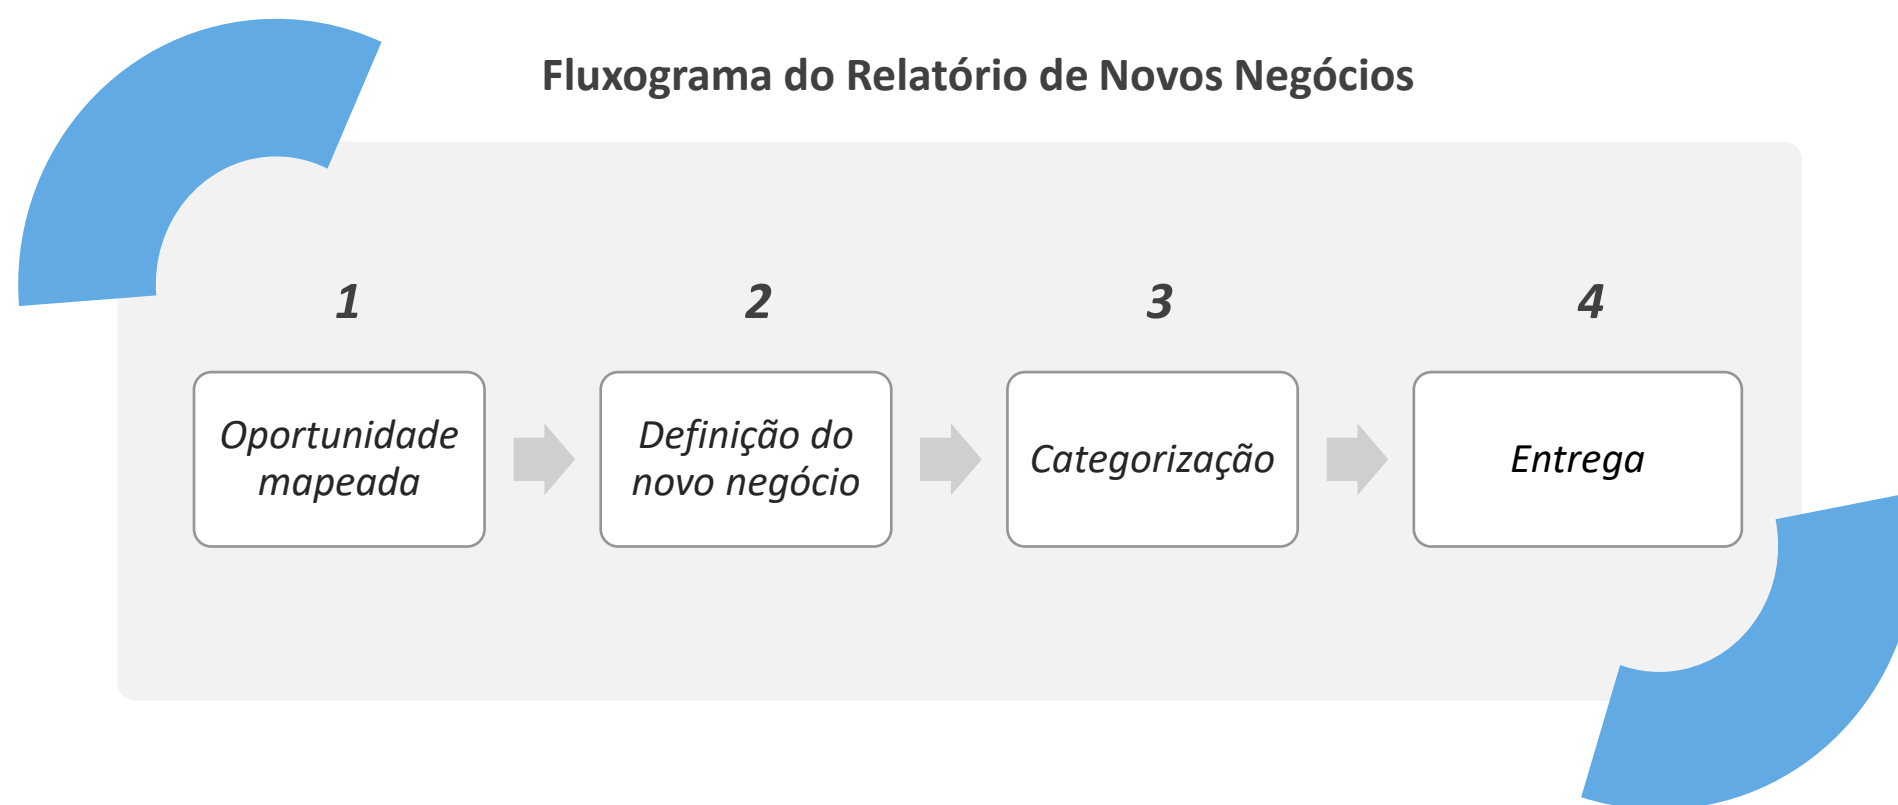 Fluxograma do Relatório de Novos Negócios
1
2
3
4
Oportunidade
mapeada
Definição do
novo negócio
Categorização
Entrega